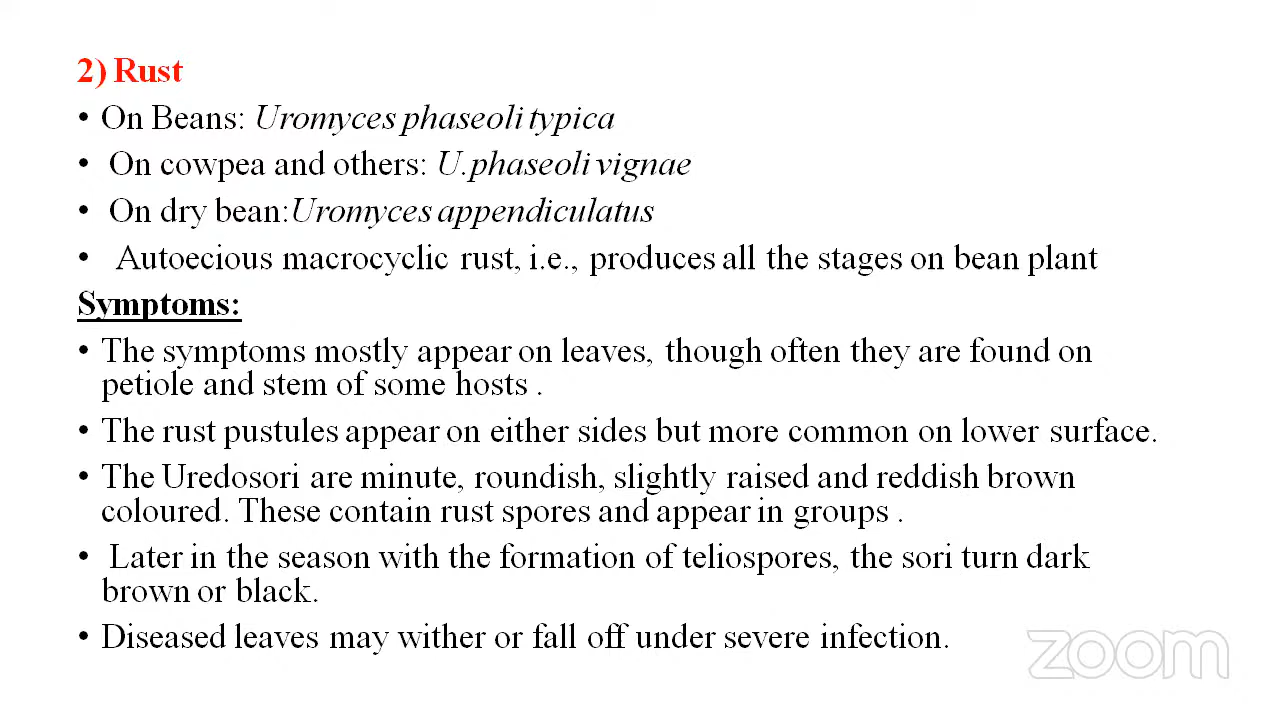 2) Rust
• On Beans: Uromyces phaseoli typica
• On cowpea and others: U.phaseoli vignae
• On dry bean:Uromyces appendiculatus
• Autoecious macrocyclic rust, i.e., produces all the stages on bean plant
Symptoms:
• The symptoms mostly appear on leaves, though often they are found on
petiole and stem of some hosts .
• The rust pustules appear on either sides but more common on lower surface.
• The Uredosori are minute, roundish, slightly raised and reddish brown
coloured. These contain rust spores and appear in groups .
• Later in the season with the formation of teliospores, the sori turn dark
brown or black.
• Diseased leaves may wither or fall off under severe infection.
zoom